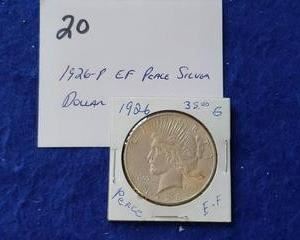 20
1926-P EF Peace Silver
Dollar
1926 35.00 G
Peace E-F